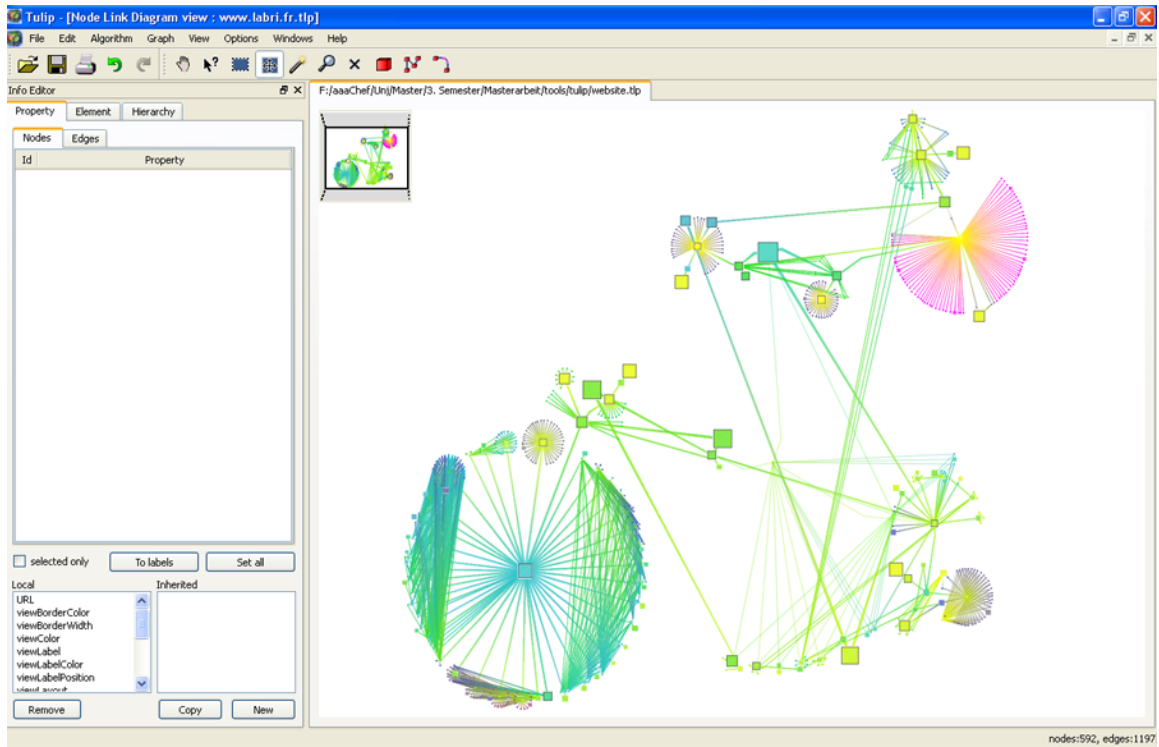 Tulip - [Node Link Diagram view : www.labri.fr.tlp]
File Edit Algorithm Graph View Options Windows Help
Info Editor
F:/aaaChef/Unj/Master/3. Semester/Masterarbeit/tools/tulip/website.tlp
Property Element Hierarchy
Nodes Edges
Id Property
selected only To labels Set all
Local Inherited
URL
viewBorderColor
viewBorderWidth
viewColor
viewLabel
viewLabelColor
viewLabelPosition
viewLayout
Remove Copy New
nodes:592, edges:1197